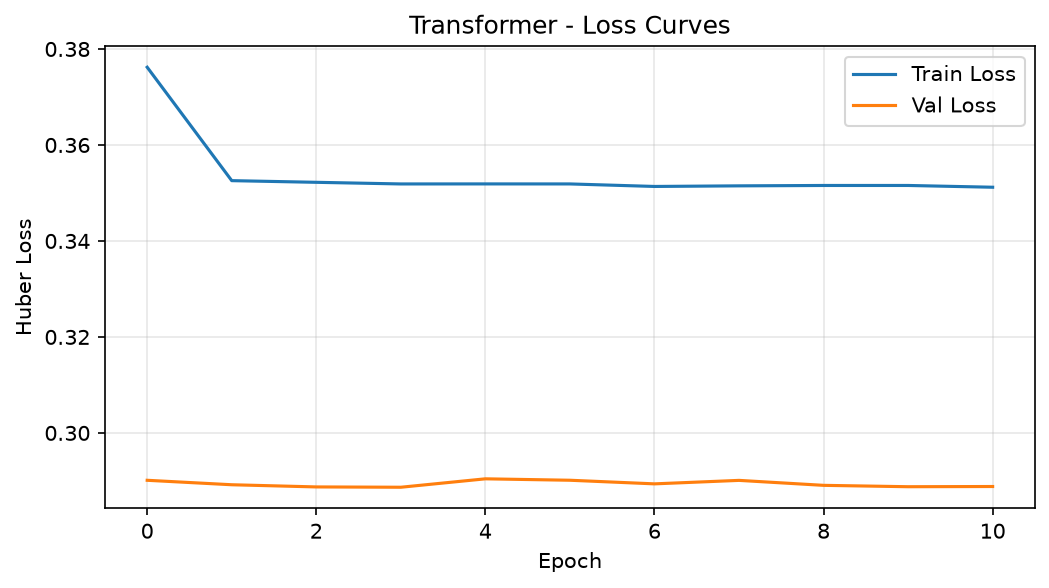 Transformer - Loss Curves
Train Loss
Val Loss
Huber Loss
0.38
0.36
0.34
0.32
0.30
0 2 4 6 8 10
Epoch